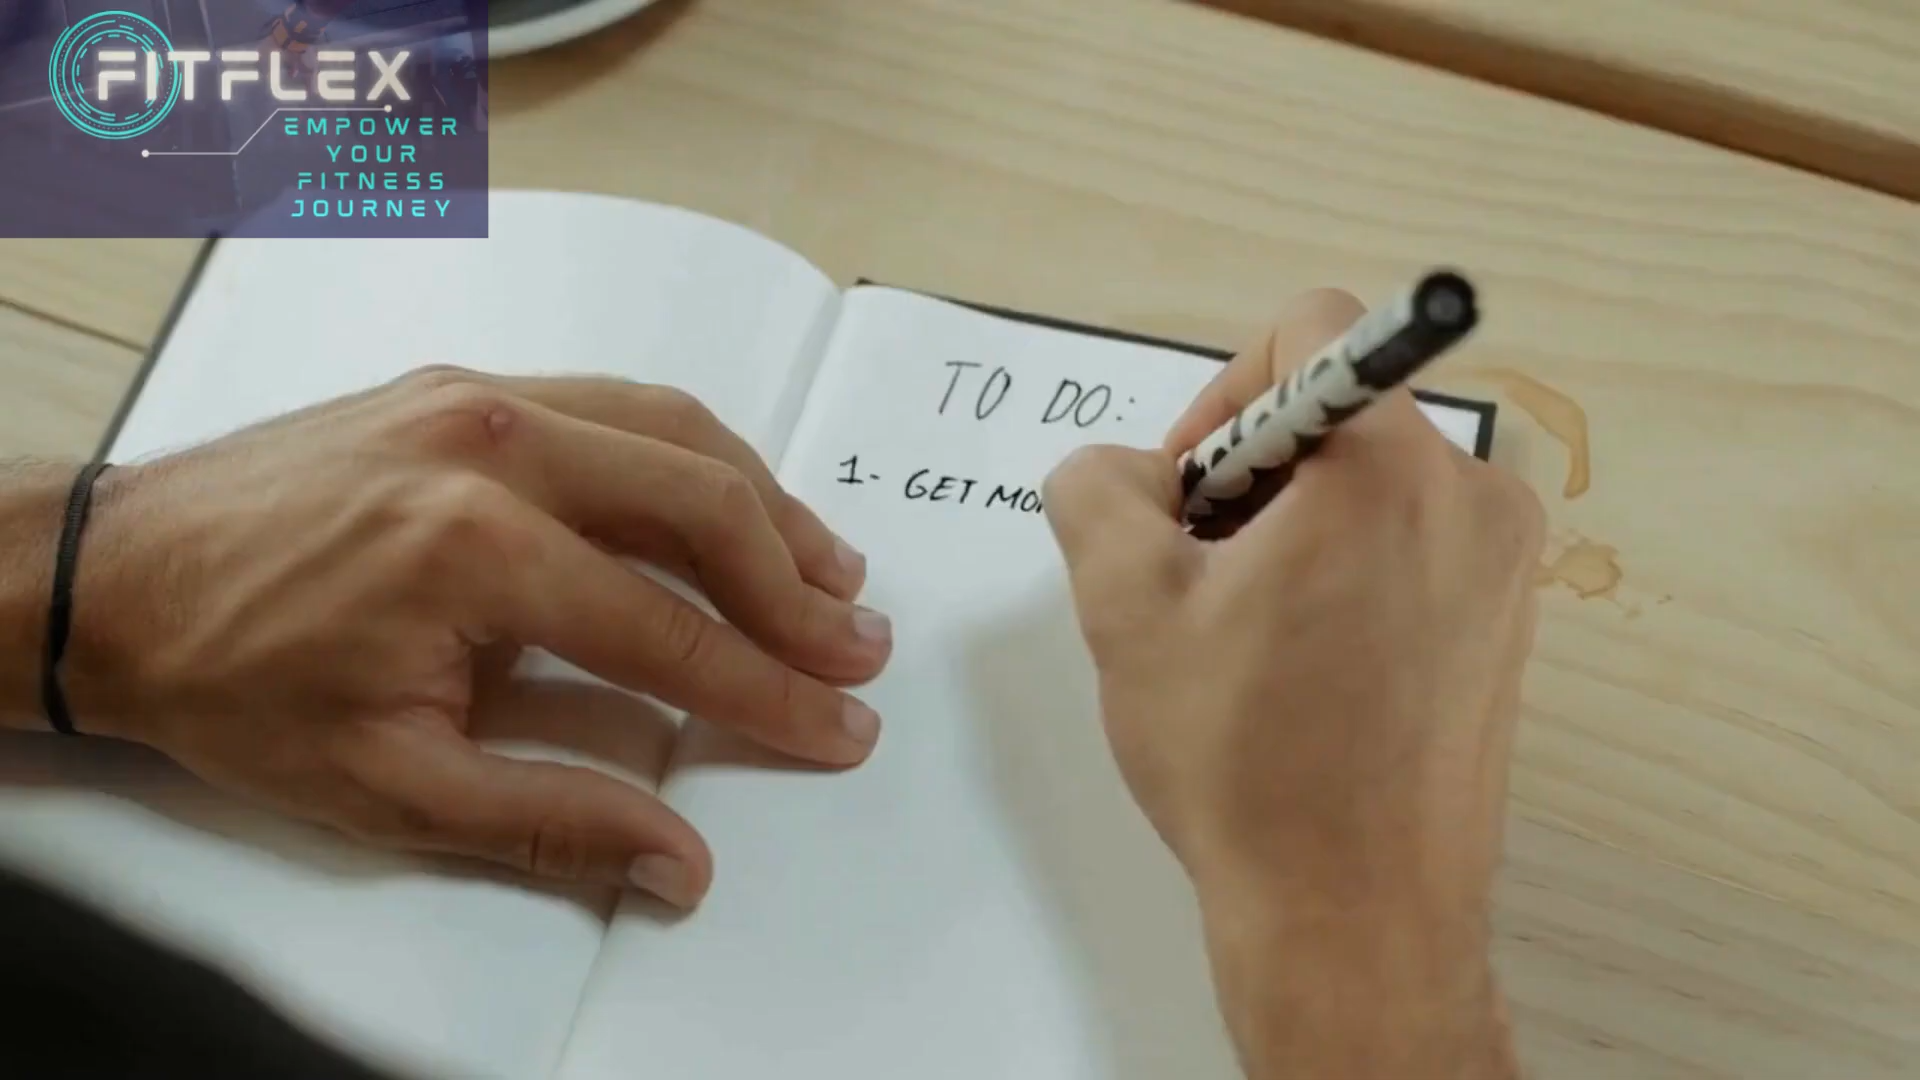 FITFLEX
EMPOWER
YOUR
FITNESS
JOURNEY
TO DO:
1- GET